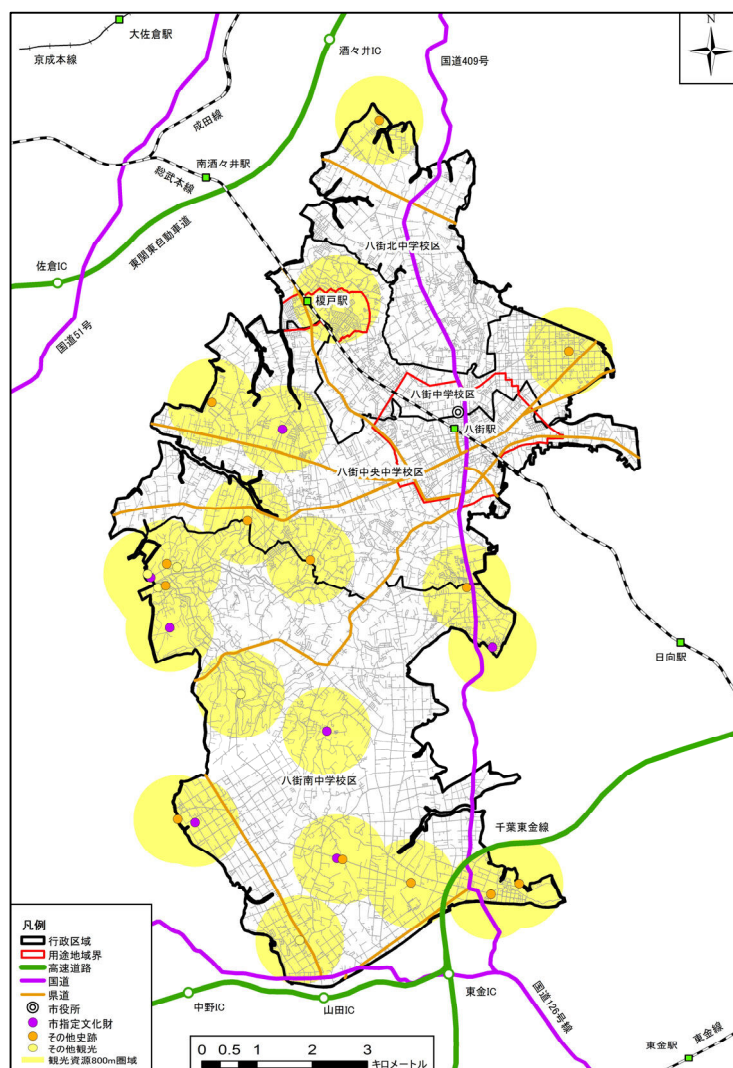 大佐倉駅
京成本線
酒々井IC
国道409号
N
成田線
南酒々井駅
総武本線
東関東自動車道
佐倉IC
国道51号
八街北中学校区
榎戸駅
八街中学校区
八街駅
八街中央中学校区
日向駅
八街南中学校区
千葉東金線
凡例
行政区域
用途地域界
高速道路
国道
県道
市役所
市指定文化財
その他史跡
その他観光
観光資源800m圏域
中野IC
山田IC
東金IC
国道126号線
東金駅
東金線
0 0.5 1 2 3
キロメートル